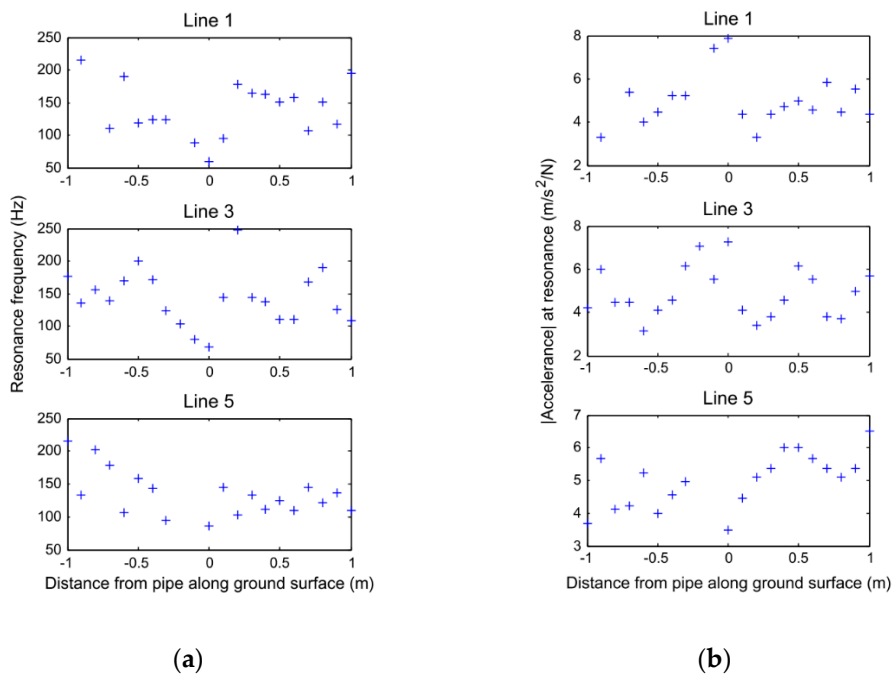 Line 1
250
200
150
100
50
-1 -0.5 0 0.5 1
Line 3
250
200
150
100
50
-1 -0.5 0 0.5 1
Line 5
250
200
150
100
50
-1 -0.5 0 0.5 1
Resonance frequency (Hz)
Distance from pipe along ground surface (m)
(a)
Line 1
8
6
4
2
-1 -0.5 0 0.5 1
Line 3
8
6
4
2
-1 -0.5 0 0.5 1
Line 5
7
6
5
4
3
-1 -0.5 0 0.5 1
|Accelerance| at resonance (m/s²/N)
Distance from pipe along ground surface (m)
(b)